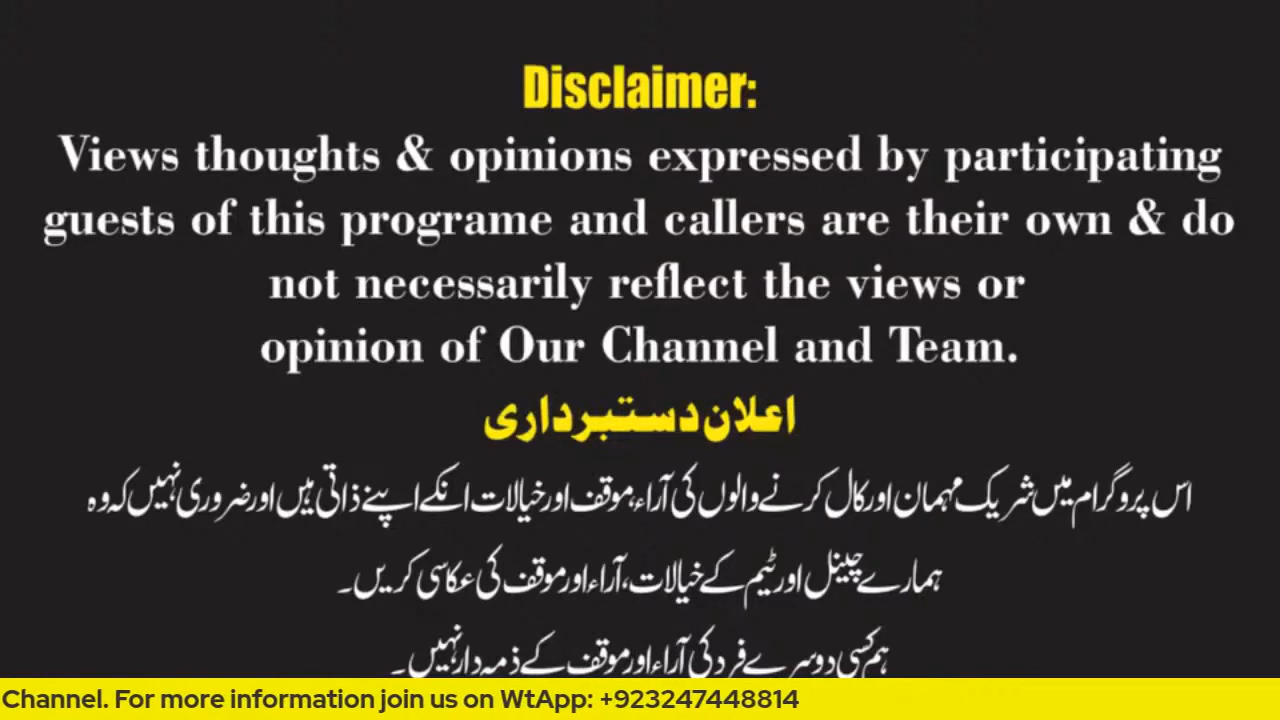 Disclaimer:
Views thoughts & opinions expressed by participating
guests of this programe and callers are their own & do
not necessarily reflect the views or
opinion of Our Channel and Team.
اعلان دستبرداری
اس پروگرام میں شریک مہمان اور کال کرنے والوں کی آراء، موقف اور خیالات انکے اپنے ذاتی ہیں اور ضروری نہیں کہ وہ
ہمارے چینل اور ٹیم کے خیالات، آراء اور موقف کی عکاسی کریں۔
ہم کسی دوسرے فرد کی آراء اور موقف کے ذمہ دار نہیں۔
Channel. For more information join us on WtApp: +923247448814